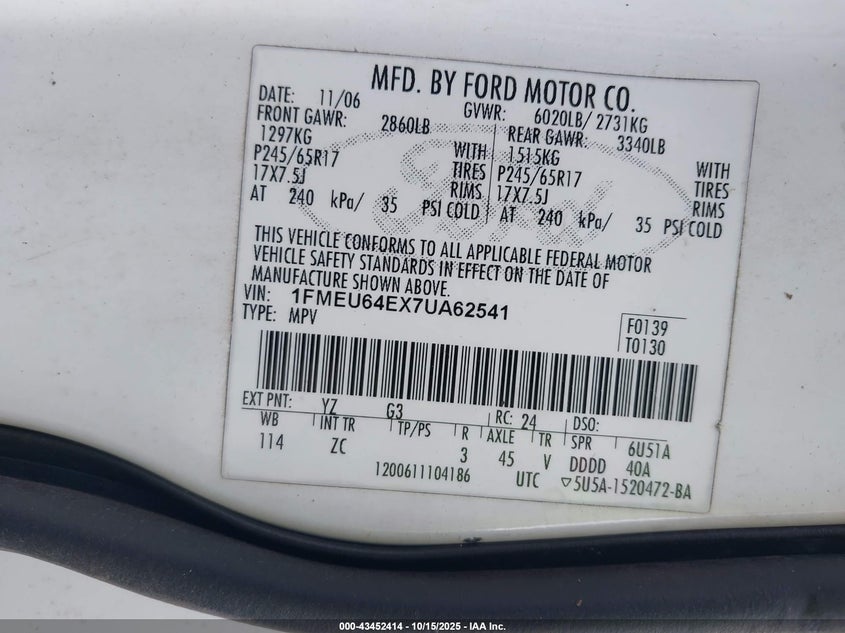 MFD. BY FORD MOTOR CO.
DATE: 11/06 GVWR: 6020LB/ 2731KG
FRONT GAWR: 2860LB REAR GAWR: 3340LB
1297KG WITH 1515KG WITH
P245/65R17 TIRES P245/65R17 TIRES
17X7.5J RIMS 17X7.5J RIMS
AT 240 kPa/ 35 PSI COLD AT 240 kPa/ 35 PSI COLD
Ford
THIS VEHICLE CONFORMS TO ALL APPLICABLE FEDERAL MOTOR
VEHICLE SAFETY STANDARDS IN EFFECT ON THE DATE OF
MANUFACTURE SHOWN ABOVE.
VIN: 1FMEU64EX7UA62541
TYPE: MPV
F0139
T0130
EXT PNT: YZ G3 RC: 24 DSO:
WB INT TR TP/PS R AXLE TR SPR 6U51A
114 ZC 3 45 V DDDD 40A
1200611104186 UTC ▽5U5A-1520472-BA
000-43452414 - 10/15/2025 - IAA Inc.